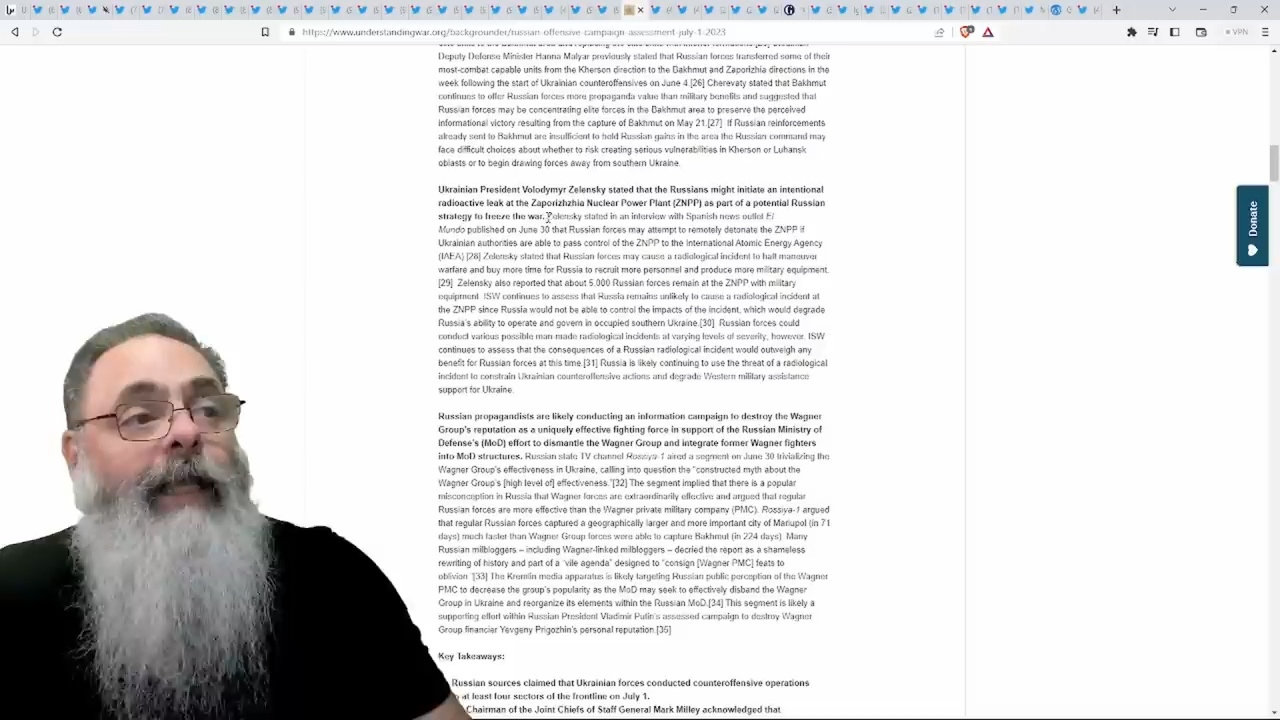 https://www.understandingwar.org/backgrounder/russian-offensive-campaign-assessment-july-1-2023
VPN
Deputy Defense Minister Hanna Malyar previously stated that Russian forces transferred some of their
most-combat capable units from the Kherson direction to the Bakhmut and Zaporizhia directions in the
week following the start of Ukrainian counteroffensives on June 4.[26] Cherevaty stated that Bakhmut
continues to offer Russian forces more propaganda value than military benefits and suggested that
Russian forces may be concentrating elite forces in the Bakhmut area to preserve the perceived
informational victory resulting from the capture of Bakhmut on May 21.[27] If Russian reinforcements
already sent to Bakhmut are insufficient to hold Russian gains in the area the Russian command may
face difficult choices about whether to risk creating serious vulnerabilities in Kherson or Luhansk
oblasts or to begin drawing forces away from southern Ukraine.
Ukrainian President Volodymyr Zelensky stated that the Russians might initiate an intentional
radioactive leak at the Zaporizhzhia Nuclear Power Plant (ZNPP) as part of a potential Russian
strategy to freeze the war. Zelensky stated in an interview with Spanish news outlet El
Mundo published on June 30 that Russian forces may attempt to remotely detonate the ZNPP if
Ukrainian authorities are able to pass control of the ZNPP to the International Atomic Energy Agency
(IAEA).[28] Zelensky stated that Russian forces may cause a radiological incident to halt maneuver
warfare and buy more time for Russia to recruit more personnel and produce more military equipment.
[29] Zelensky also reported that about 5,000 Russian forces remain at the ZNPP with military
equipment. ISW continues to assess that Russia remains unlikely to cause a radiological incident at
the ZNPP since Russia would not be able to control the impacts of the incident, which would degrade
Russia's ability to operate and govern in occupied southern Ukraine.[30] Russian forces could
conduct various possible man-made radiological incidents at varying levels of severity, however. ISW
continues to assess that the consequences of a Russian radiological incident would outweigh any
benefit for Russian forces at this time.[31] Russia is likely continuing to use the threat of a radiological
incident to constrain Ukrainian counteroffensive actions and degrade Western military assistance
support for Ukraine.
Russian propagandists are likely conducting an information campaign to destroy the Wagner
Group's reputation as a uniquely effective fighting force in support of the Russian Ministry of
Defense's (MoD) effort to dismantle the Wagner Group and integrate former Wagner fighters
into MoD structures. Russian state TV channel Rossiya-1 aired a segment on June 30 trivializing the
Wagner Group's effectiveness in Ukraine, calling into question the "constructed myth about the
Wagner Group's [high level of] effectiveness."[32] The segment implied that there is a popular
misconception in Russia that Wagner forces are extraordinarily effective and argued that regular
Russian forces are more effective than the Wagner private military company (PMC). Rossiya-1 argued
that regular Russian forces captured a geographically larger and more important city of Mariupol (in 71
days) much faster than Wagner Group forces were able to capture Bakhmut (in 224 days). Many
Russian milbloggers – including Wagner-linked milbloggers – decried the report as a shameless
rewriting of history and part of a "vile agenda" designed to "consign [Wagner PMC] feats to
oblivion."[33] The Kremlin media apparatus is likely targeting Russian public perception of the Wagner
PMC to decrease the group's popularity as the MoD may seek to effectively disband the Wagner
Group in Ukraine and reorganize its elements within the Russian MoD.[34] This segment is likely a
supporting effort within Russian President Vladimir Putin's assessed campaign to destroy Wagner
Group financier Yevgeny Prigozhin's personal reputation.[35]
Key Takeaways:
Russian sources claimed that Ukrainian forces conducted counteroffensive operations
at least four sectors of the frontline on July 1.
Chairman of the Joint Chiefs of Staff General Mark Milley acknowledged that
Donate